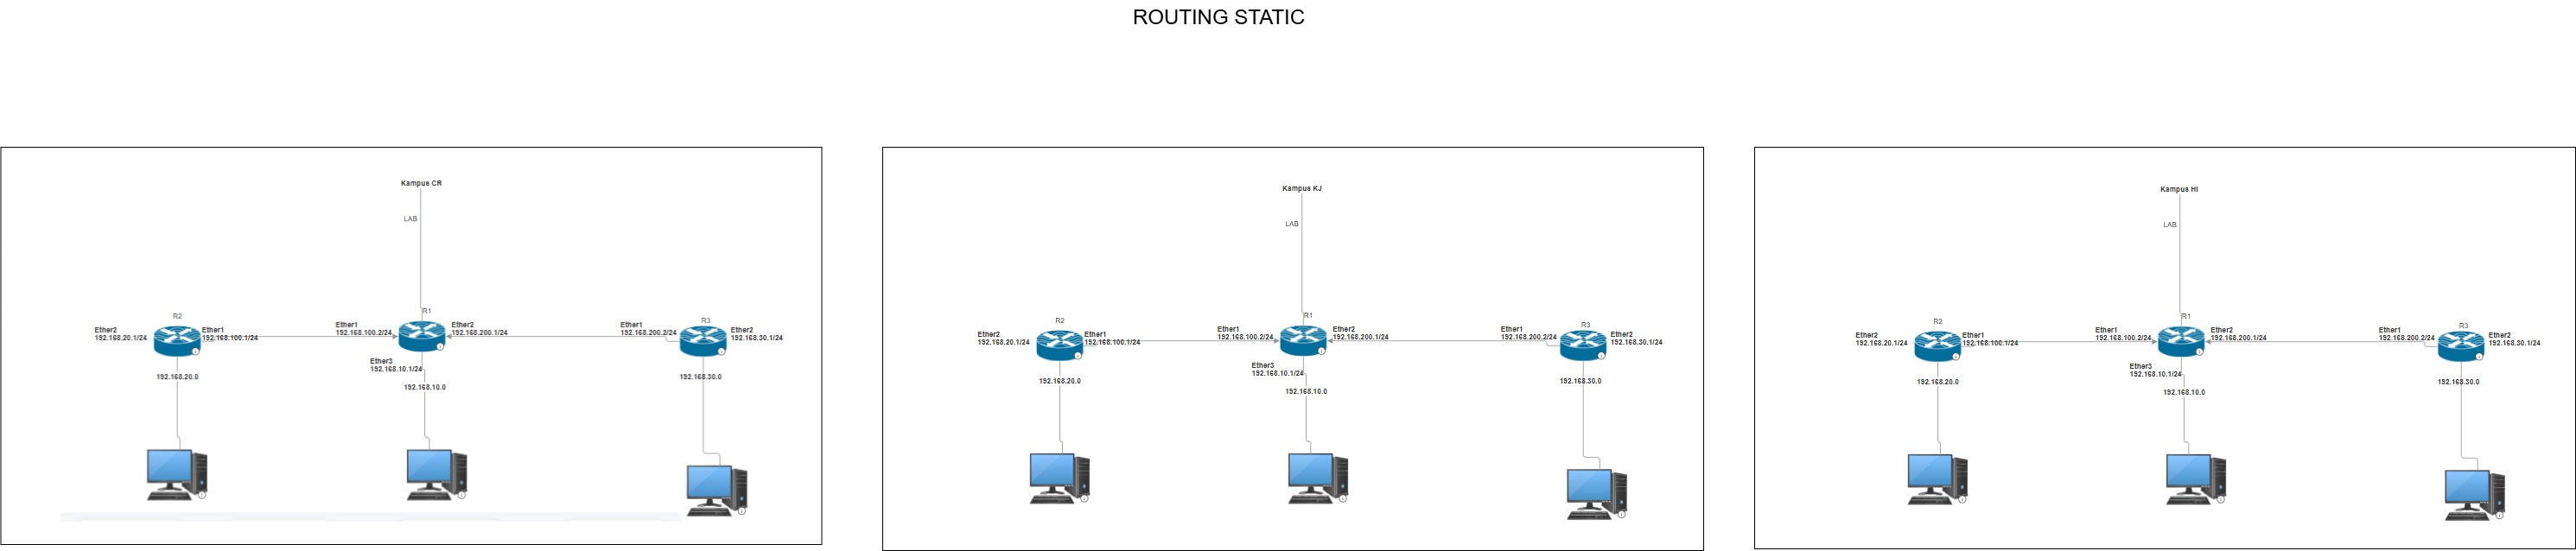 ROUTING STATIC
Kampus CR
LAB
R1
R2
R3
Ether2
192.168.20.1/24
Ether1
192.168.100.1/24
Ether1
192.168.100.2/24
Ether2
192.168.200.1/24
Ether1
192.168.200.2/24
Ether2
192.168.30.1/24
Ether3
192.168.10.1/24
192.168.20.0
192.168.10.0
192.168.30.0
Kampus KJ
LAB
R1
R2
R3
Ether2
192.168.20.1/24
Ether1
192.168.100.1/24
Ether1
192.168.100.2/24
Ether2
192.168.200.1/24
Ether1
192.168.200.2/24
Ether2
192.168.30.1/24
Ether3
192.168.10.1/24
192.168.20.0
192.168.10.0
192.168.30.0
Kampus HI
LAB
R1
R2
R3
Ether2
192.168.20.1/24
Ether1
192.168.100.1/24
Ether1
192.168.100.2/24
Ether2
192.168.200.1/24
Ether1
192.168.200.2/24
Ether2
192.168.30.1/24
Ether3
192.168.10.1/24
192.168.20.0
192.168.10.0
192.168.30.0